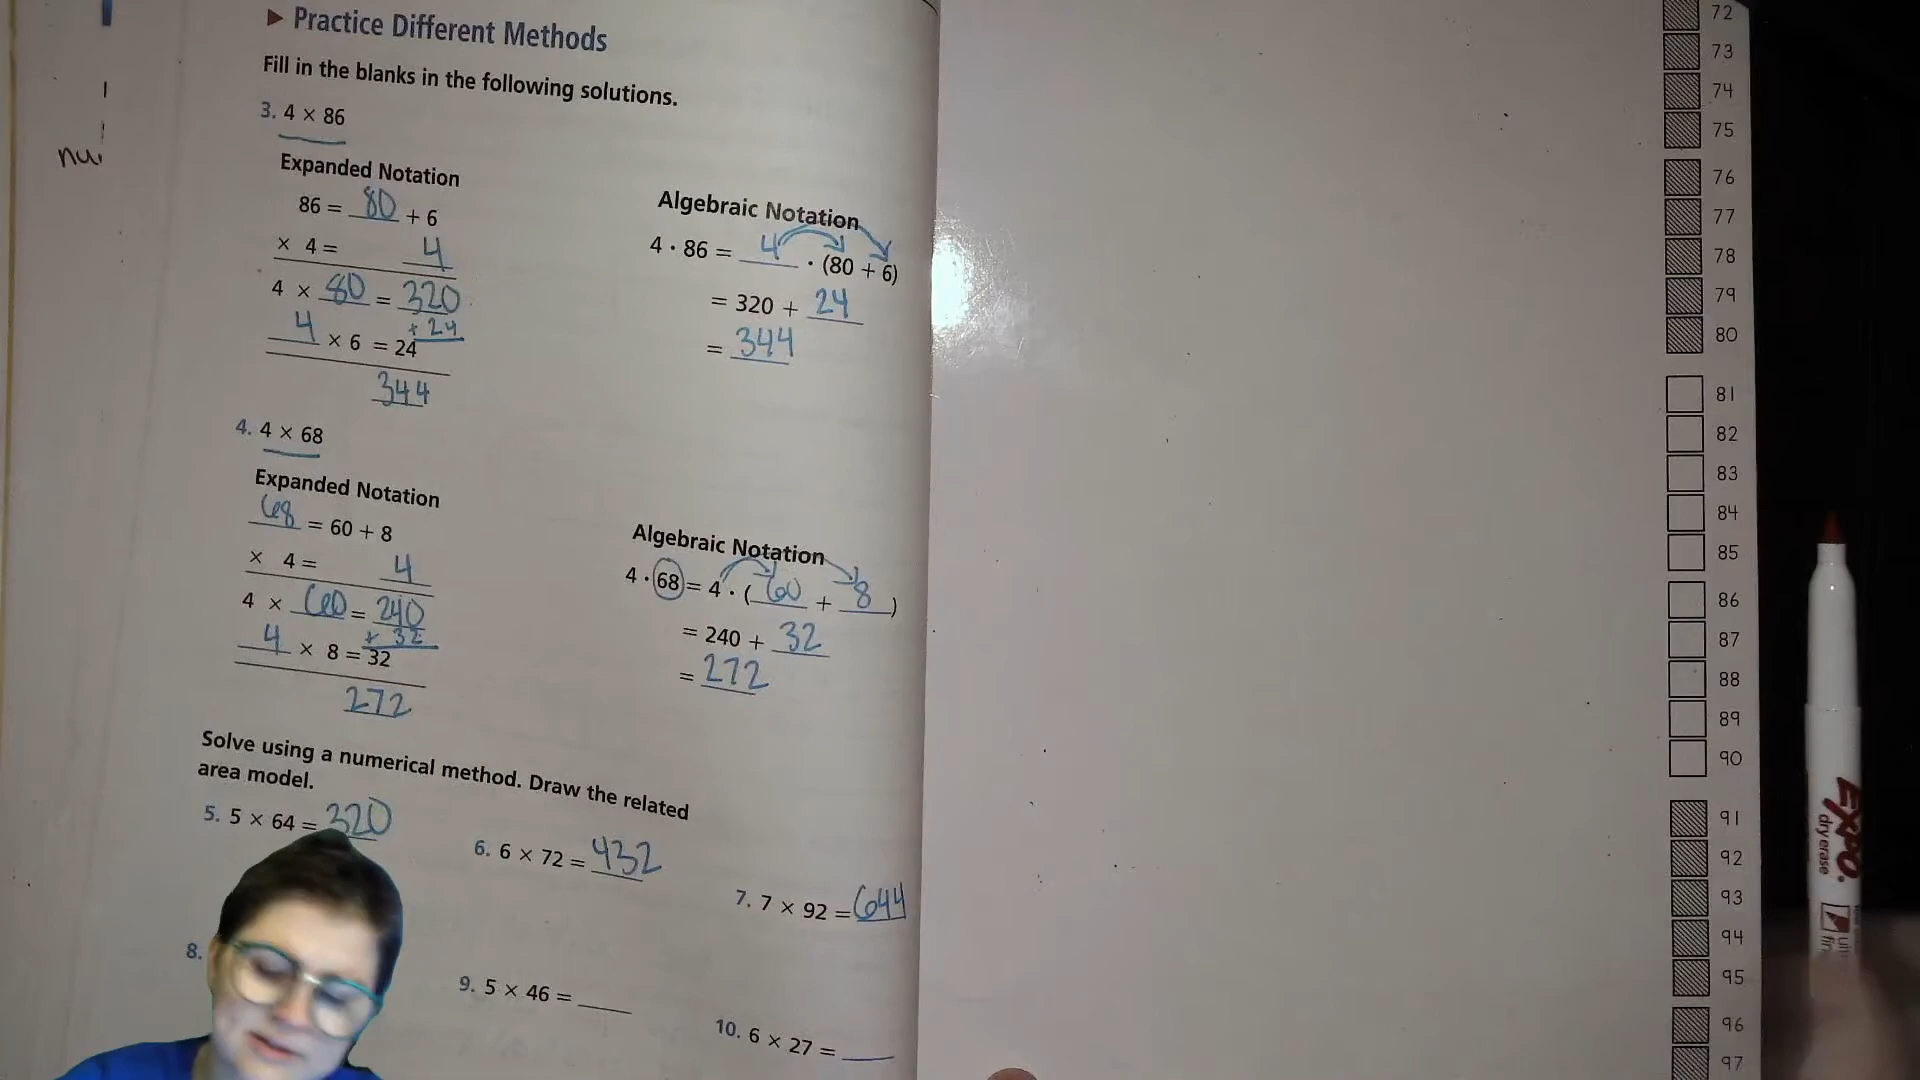 Practice Different Methods
Fill in the blanks in the following solutions.
3. 4 × 86
Expanded Notation
86 = 80 + 6
× 4 = 4
4 × 80 = 320
+ 24
4 × 6 = 24
344
Algebraic Notation
4 · 86 = 4 · (80 + 6)
= 320 + 24
= 344
4. 4 × 68
Expanded Notation
68 = 60 + 8
× 4 = 4
4 × 60 = 240
+ 32
4 × 8 = 32
272
Algebraic Notation
4 · 68 = 4 · (60 + 8)
= 240 + 32
= 272
Solve using a numerical method. Draw the related
area model.
5. 5 × 64 = 320
6. 6 × 72 = 432
7. 7 × 92 = 644
8.
9. 5 × 46 = ___
10. 6 × 27 = ___
72
73
74
75
76
77
78
79
80
81
82
83
84
85
86
87
88
89
90
91
92
93
94
95
96
97
EXPO
dry erase